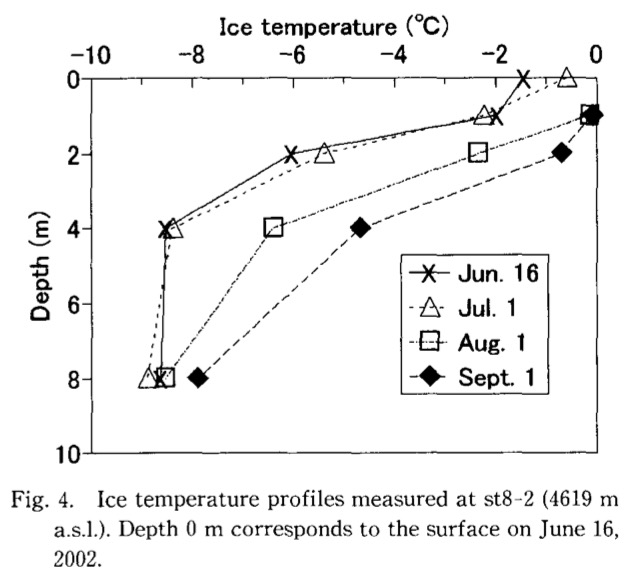 Ice temperature (°C)
-10 -8 -6 -4 -2 0
0
2
4
6
8
10
Depth (m)
Jun. 16
Jul. 1
Aug. 1
Sept. 1
Fig. 4. Ice temperature profiles measured at st8-2 (4619 m
a.s.l.). Depth 0 m corresponds to the surface on June 16,
2002.